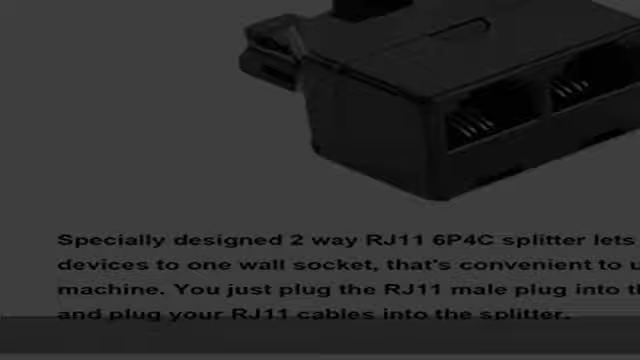 Specially designed 2 way RJ11 6P4C splitter lets
devices to one wall socket, that's convenient to
machine. You just plug the RJ11 male plug into
and plug your RJ11 cables into the splitter.